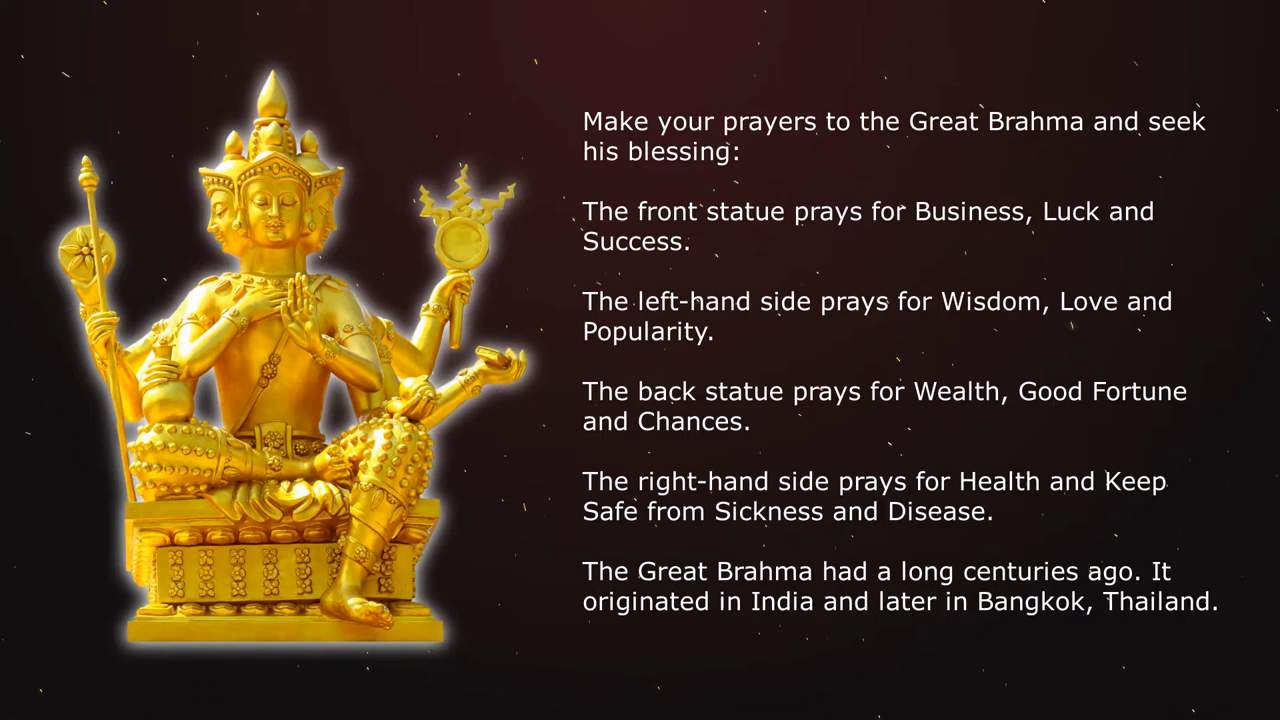 Make your prayers to the Great Brahma and seek
his blessing:
The front statue prays for Business, Luck and
Success.
The left-hand side prays for Wisdom, Love and
Popularity.
The back statue prays for Wealth, Good Fortune
and Chances.
The right-hand side prays for Health and Keep
Safe from Sickness and Disease.
The Great Brahma had a long centuries ago. It
originated in India and later in Bangkok, Thailand.